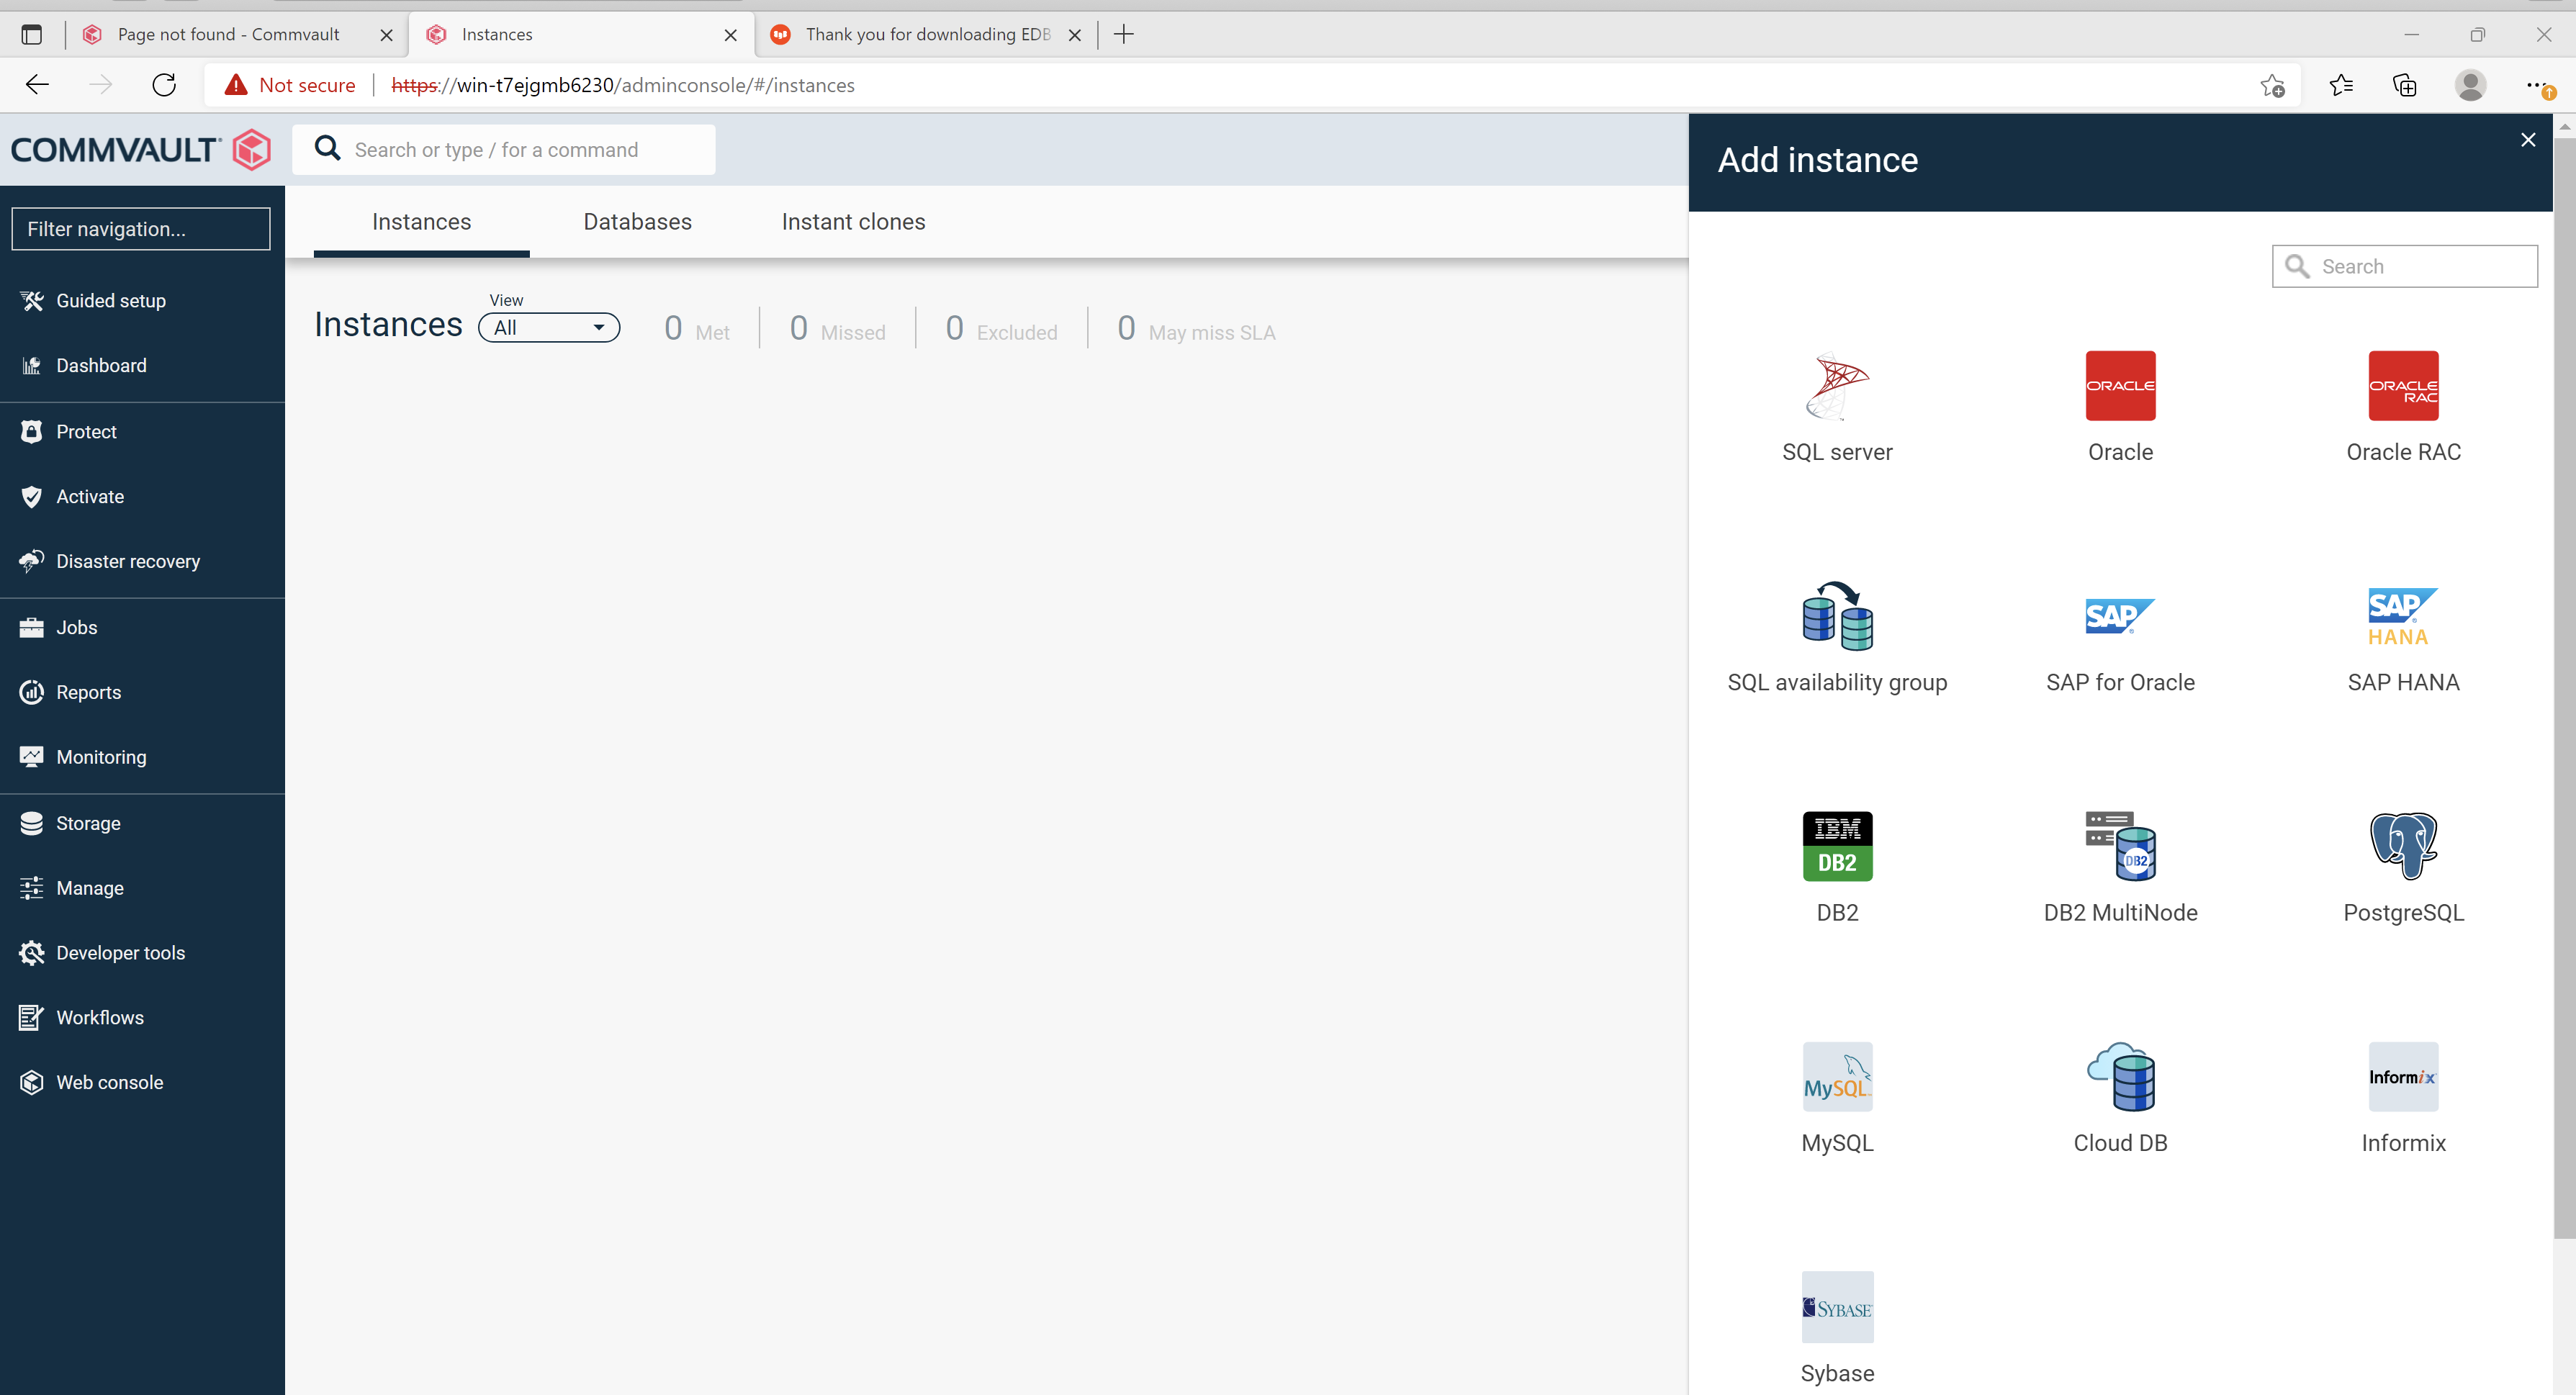 Page not found - Commvault
Instances
Thank you for downloading EDB
Not secure
https://win-t7ejgmb6230/adminconsole/#/instances
COMMVAULT
Search or type / for a command
Add instance
Filter navigation...
Instances
Databases
Instant clones
Search
Guided setup
Dashboard
Protect
Activate
Disaster recovery
Jobs
Reports
Monitoring
Storage
Manage
Developer tools
Workflows
Web console
View
Instances
All
0 Met
0 Missed
0 Excluded
0 May miss SLA
SQL server
ORACLE
Oracle
ORACLE
RAC
Oracle RAC
SQL availability group
SAP
SAP for Oracle
SAP
HANA
SAP HANA
IBM
DB2
DB2
DB2
DB2 MultiNode
PostgreSQL
MySQL
MySQL
Cloud DB
Informix
Informix
SYBASE
Sybase